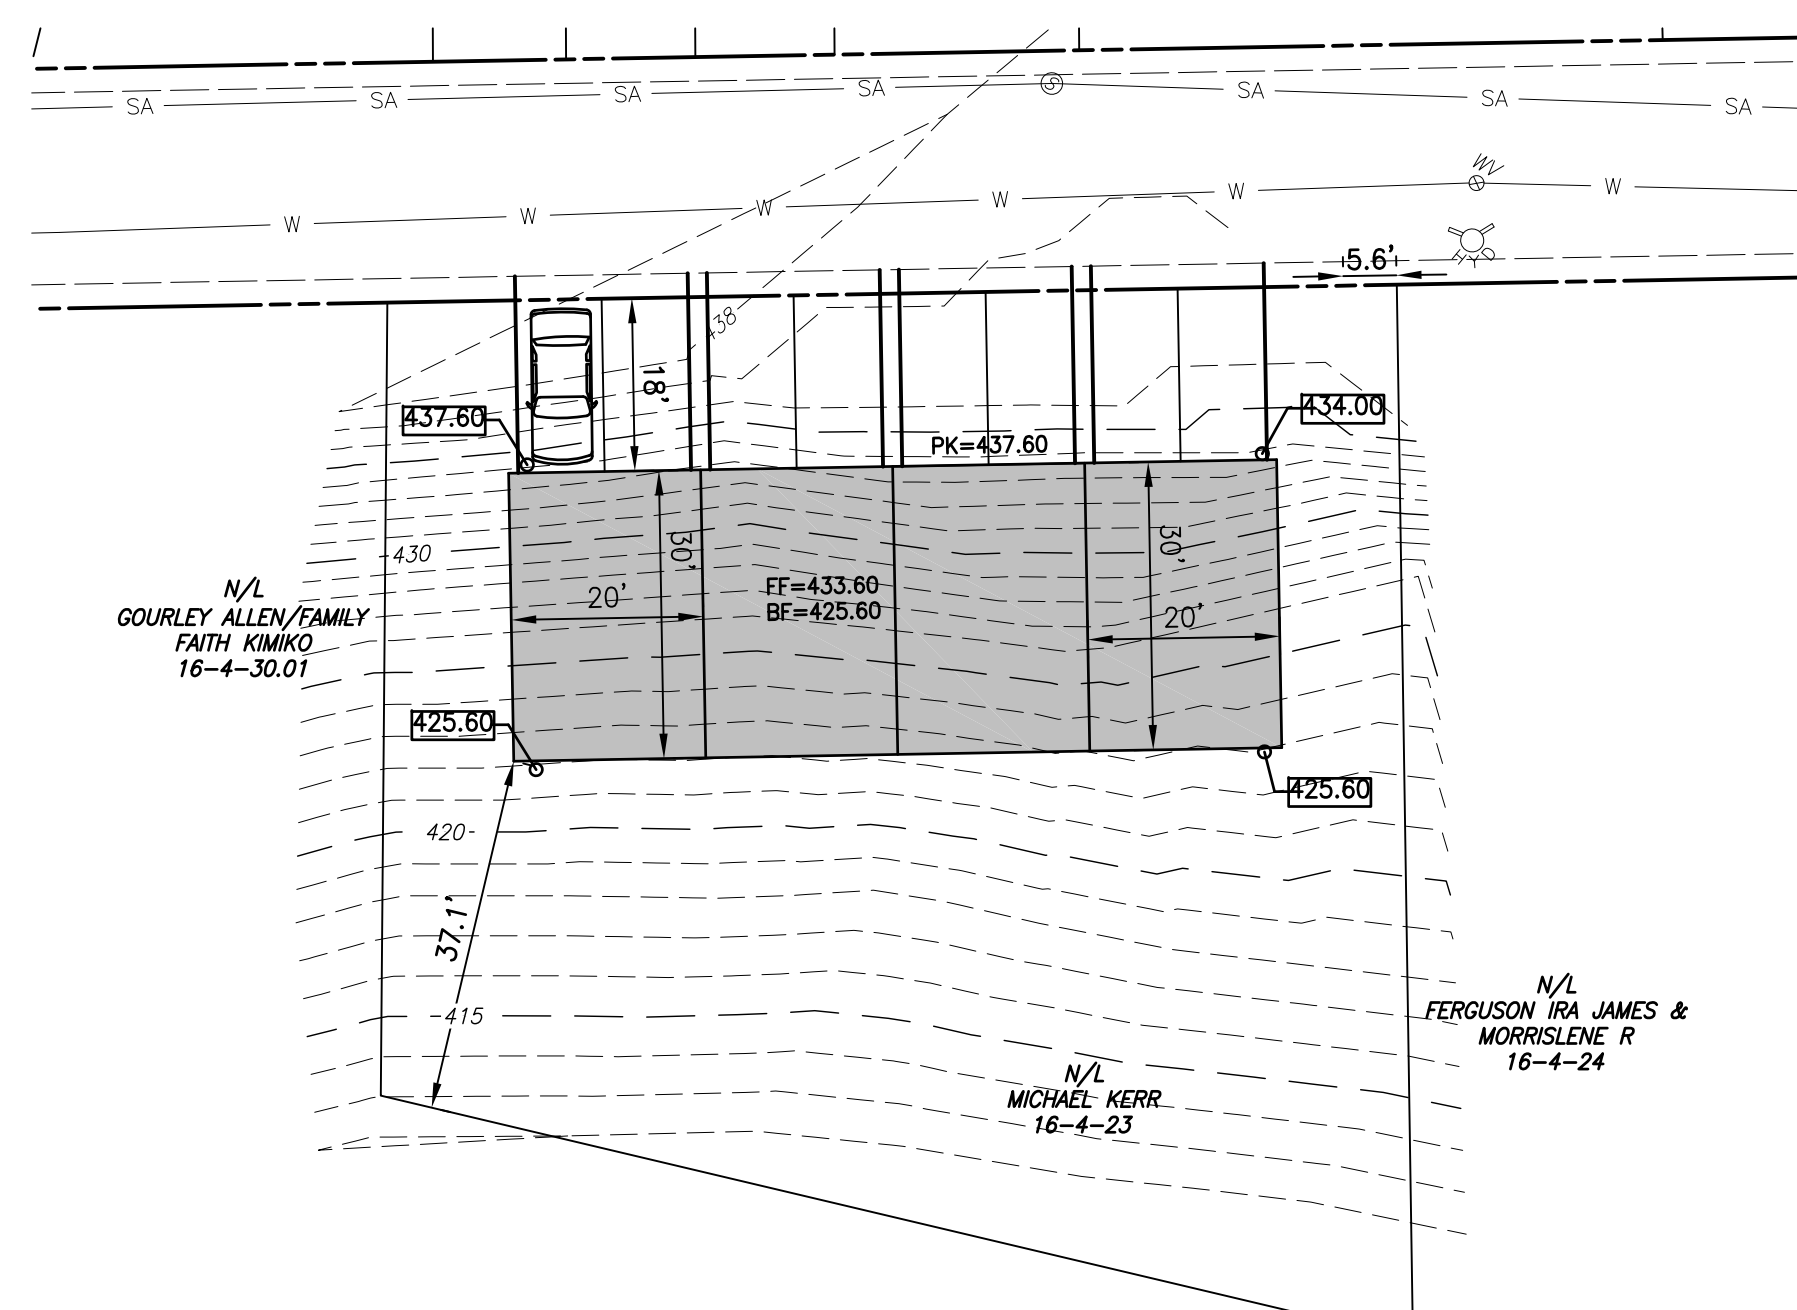 SA SA SA SA S SA SA SA
WV
W W W W W W
HYD
5.6'
438
18'
437.60
434.00
PK=437.60
430
30'
30'
N/L
GOURLEY ALLEN/FAMILY
FAITH KIMIKO
16-4-30.01
FF=433.60
BF=425.60
20'
20'
425.60
425.60
420
37.1'
415
N/L
FERGUSON IRA JAMES &
MORRISLENE R
16-4-24
N/L
MICHAEL KERR
16-4-23